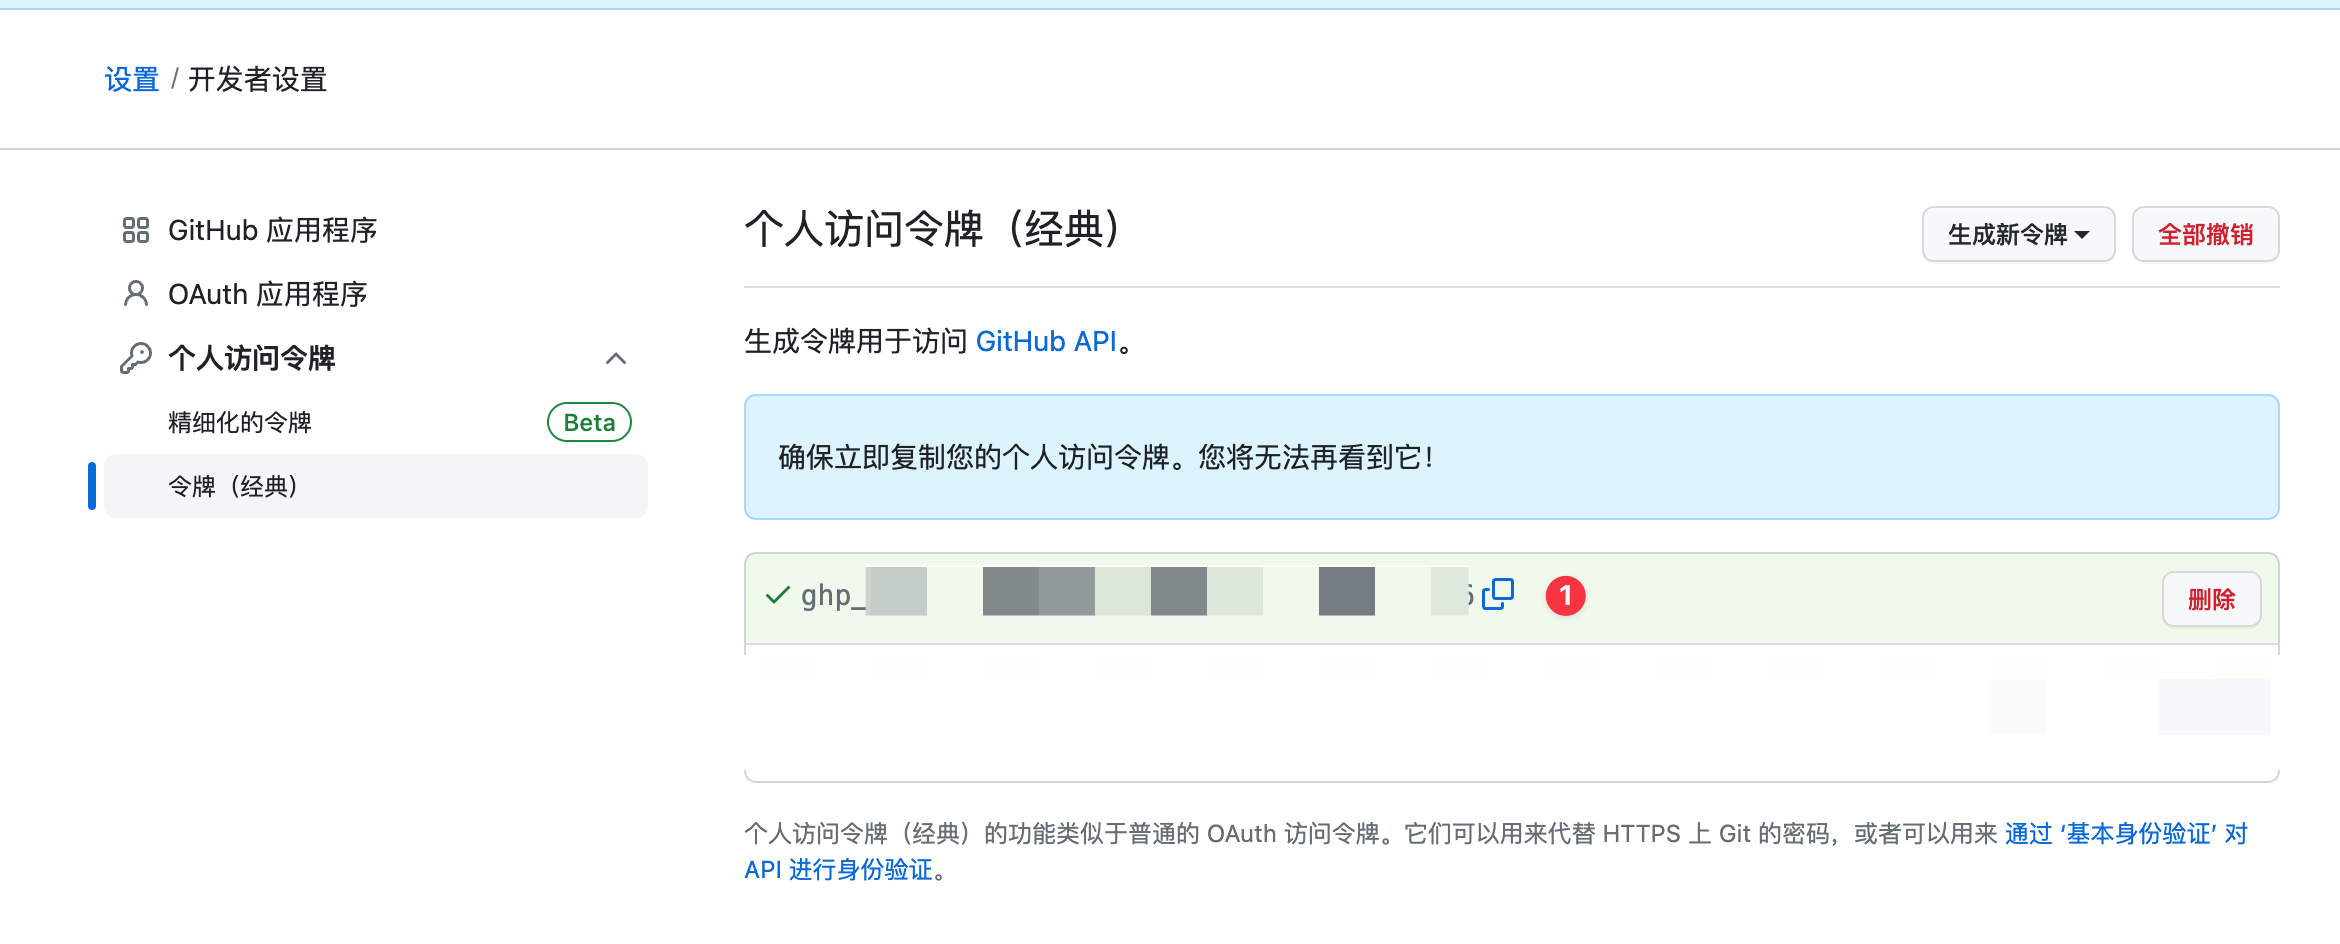 设置 / 开发者设置
GitHub 应用程序
OAuth 应用程序
个人访问令牌
精细化的令牌 Beta
令牌（经典）
个人访问令牌（经典）
生成新令牌 全部撤销
生成令牌用于访问 GitHub API。
确保立即复制您的个人访问令牌。您将无法再看到它！
ghp_ 1 删除
个人访问令牌（经典）的功能类似于普通的 OAuth 访问令牌。它们可以用来代替 HTTPS 上 Git 的密码，或者可以用来 通过 ‘基本身份验证’ 对
API 进行身份验证。